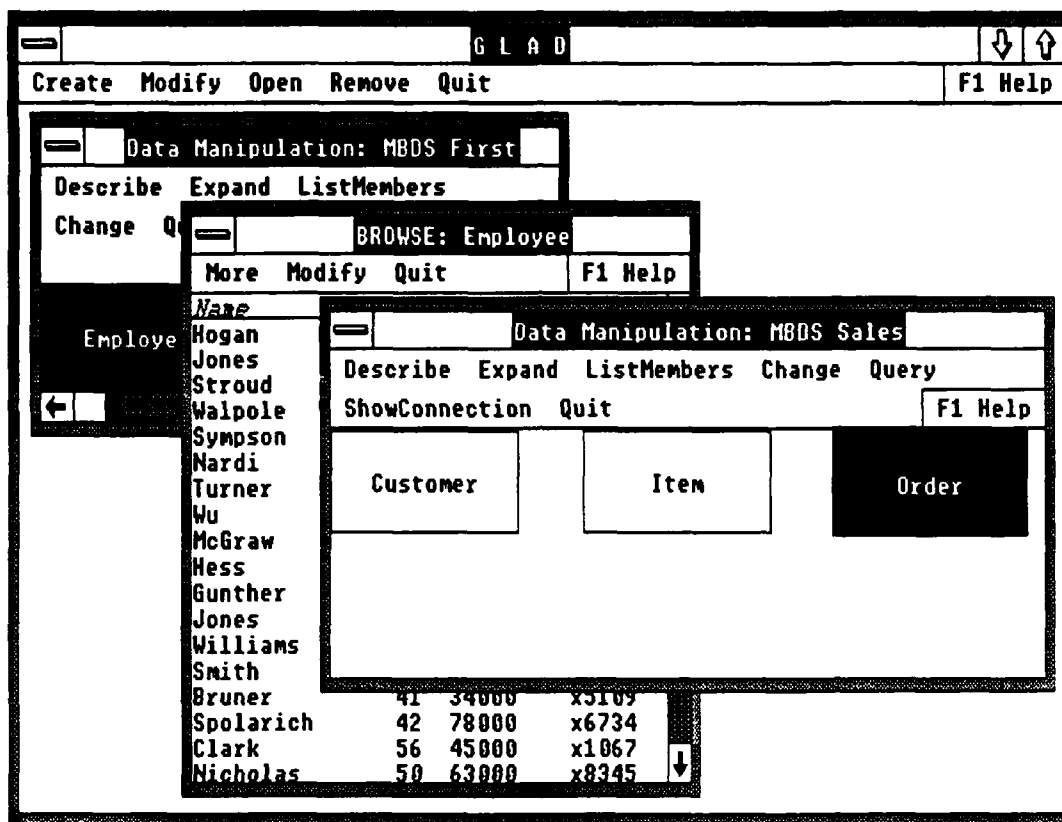 G L A D
Create Modify Open Remove Quit F1 Help
Data Manipulation: MBDS First
Describe Expand ListMembers
Change
BROWSE: Employee
More Modify Quit F1 Help
Name
Employe
Hogan
Jones
Stroud
Walpole
Sympson
Nardi
Turner
Wu
McGraw
Hess
Gunther
Jones
Williams
Smith
Bruner 41 34000 x5109
Spolarich 42 78000 x6734
Clark 56 45000 x1067
Nicholas 50 63000 x8345
Data Manipulation: MBDS Sales
Describe Expand ListMembers Change Query
ShowConnection Quit F1 Help
Customer Item Order